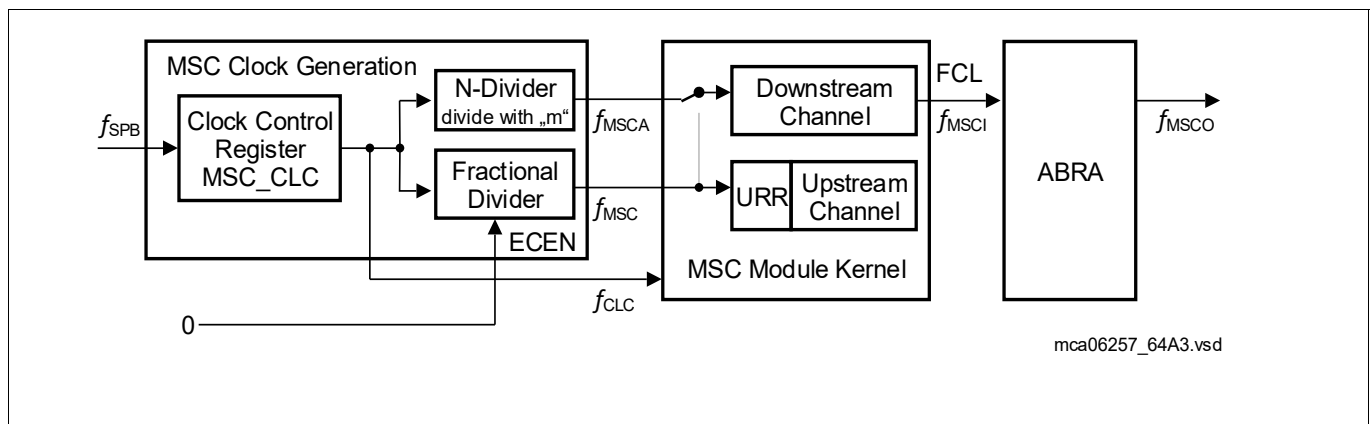 MSC Clock Generation
fSPB
Clock Control
Register
MSC_CLC
N-Divider
divide with „m“
fMSCA
Fractional
Divider
fMSC
ECEN
fCLC
0
Downstream
Channel
URR
Upstream
Channel
MSC Module Kernel
FCL
fMSCI
ABRA
fMSCO
mca06257_64A3.vsd